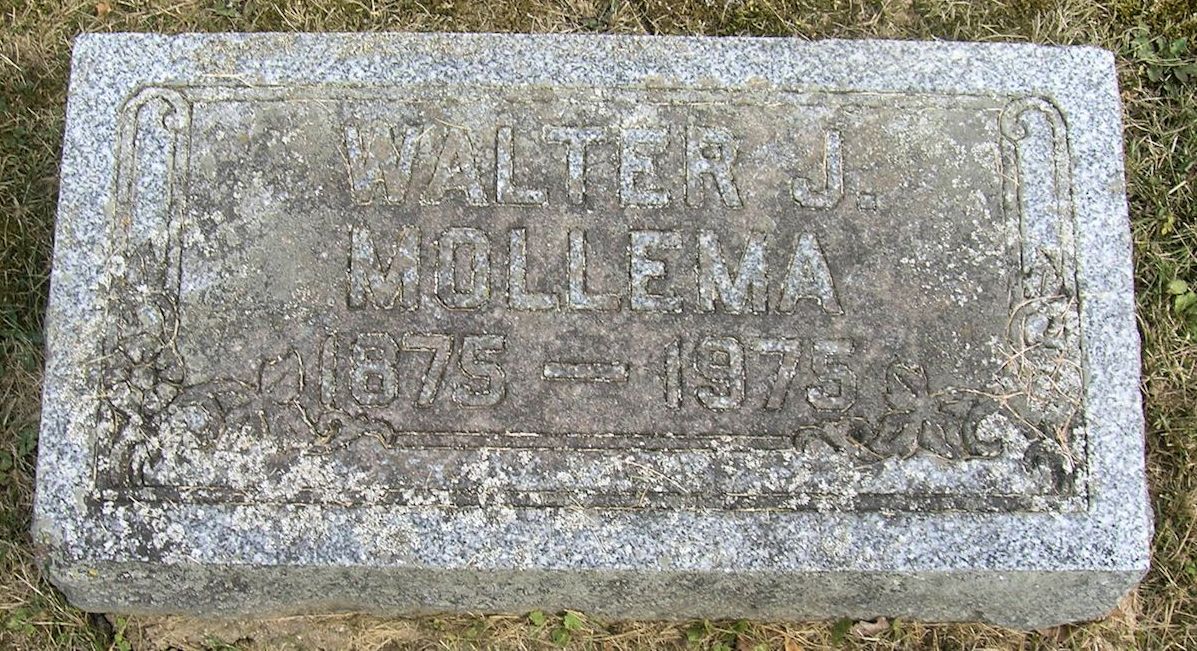 WALTER J.
MOLLEMA
1875 — 1975